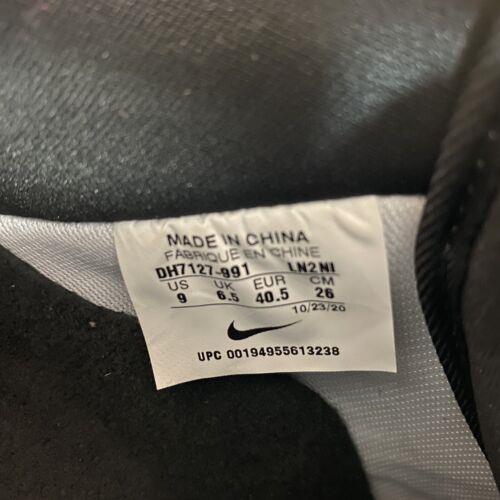 MADE IN CHINA
FABRIQUE EN CHINE
DH7127-991 LN2 NI
US UK EUR CM
9 6.5 40.5 26
10/23/20
UPC 00194955613238